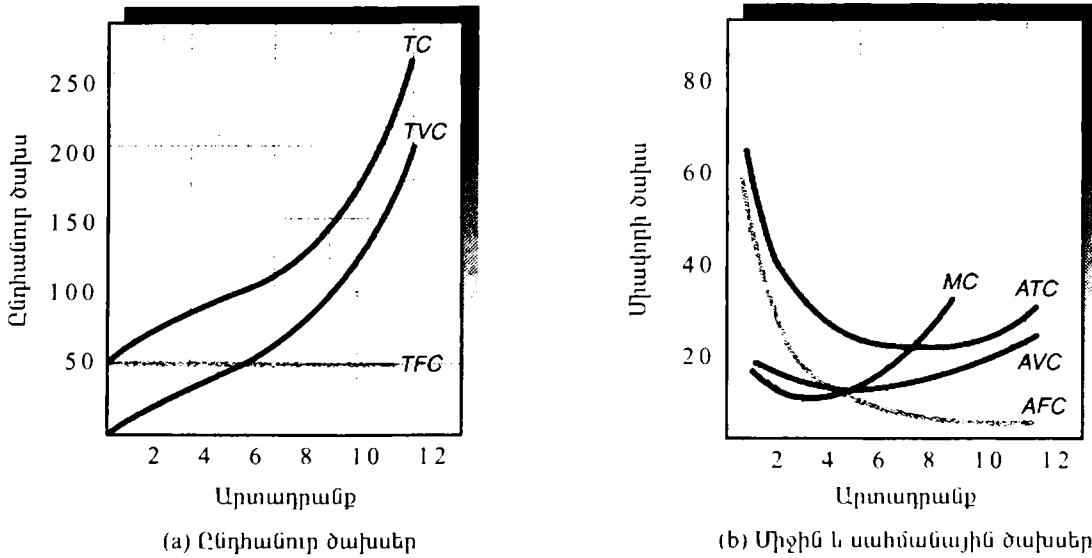 Ընդհանուր ծախս
250
200
150
100
50
TC
TVC
TFC
2 4 6 8 10 12
Արտադրանք
(a) Ընդհանուր ծախսեր
Միավորի ծախս
80
60
40
20
MC
ATC
AVC
AFC
2 4 6 8 10 12
Արտադրանք
(b) Միջին և սահմանային ծախսեր